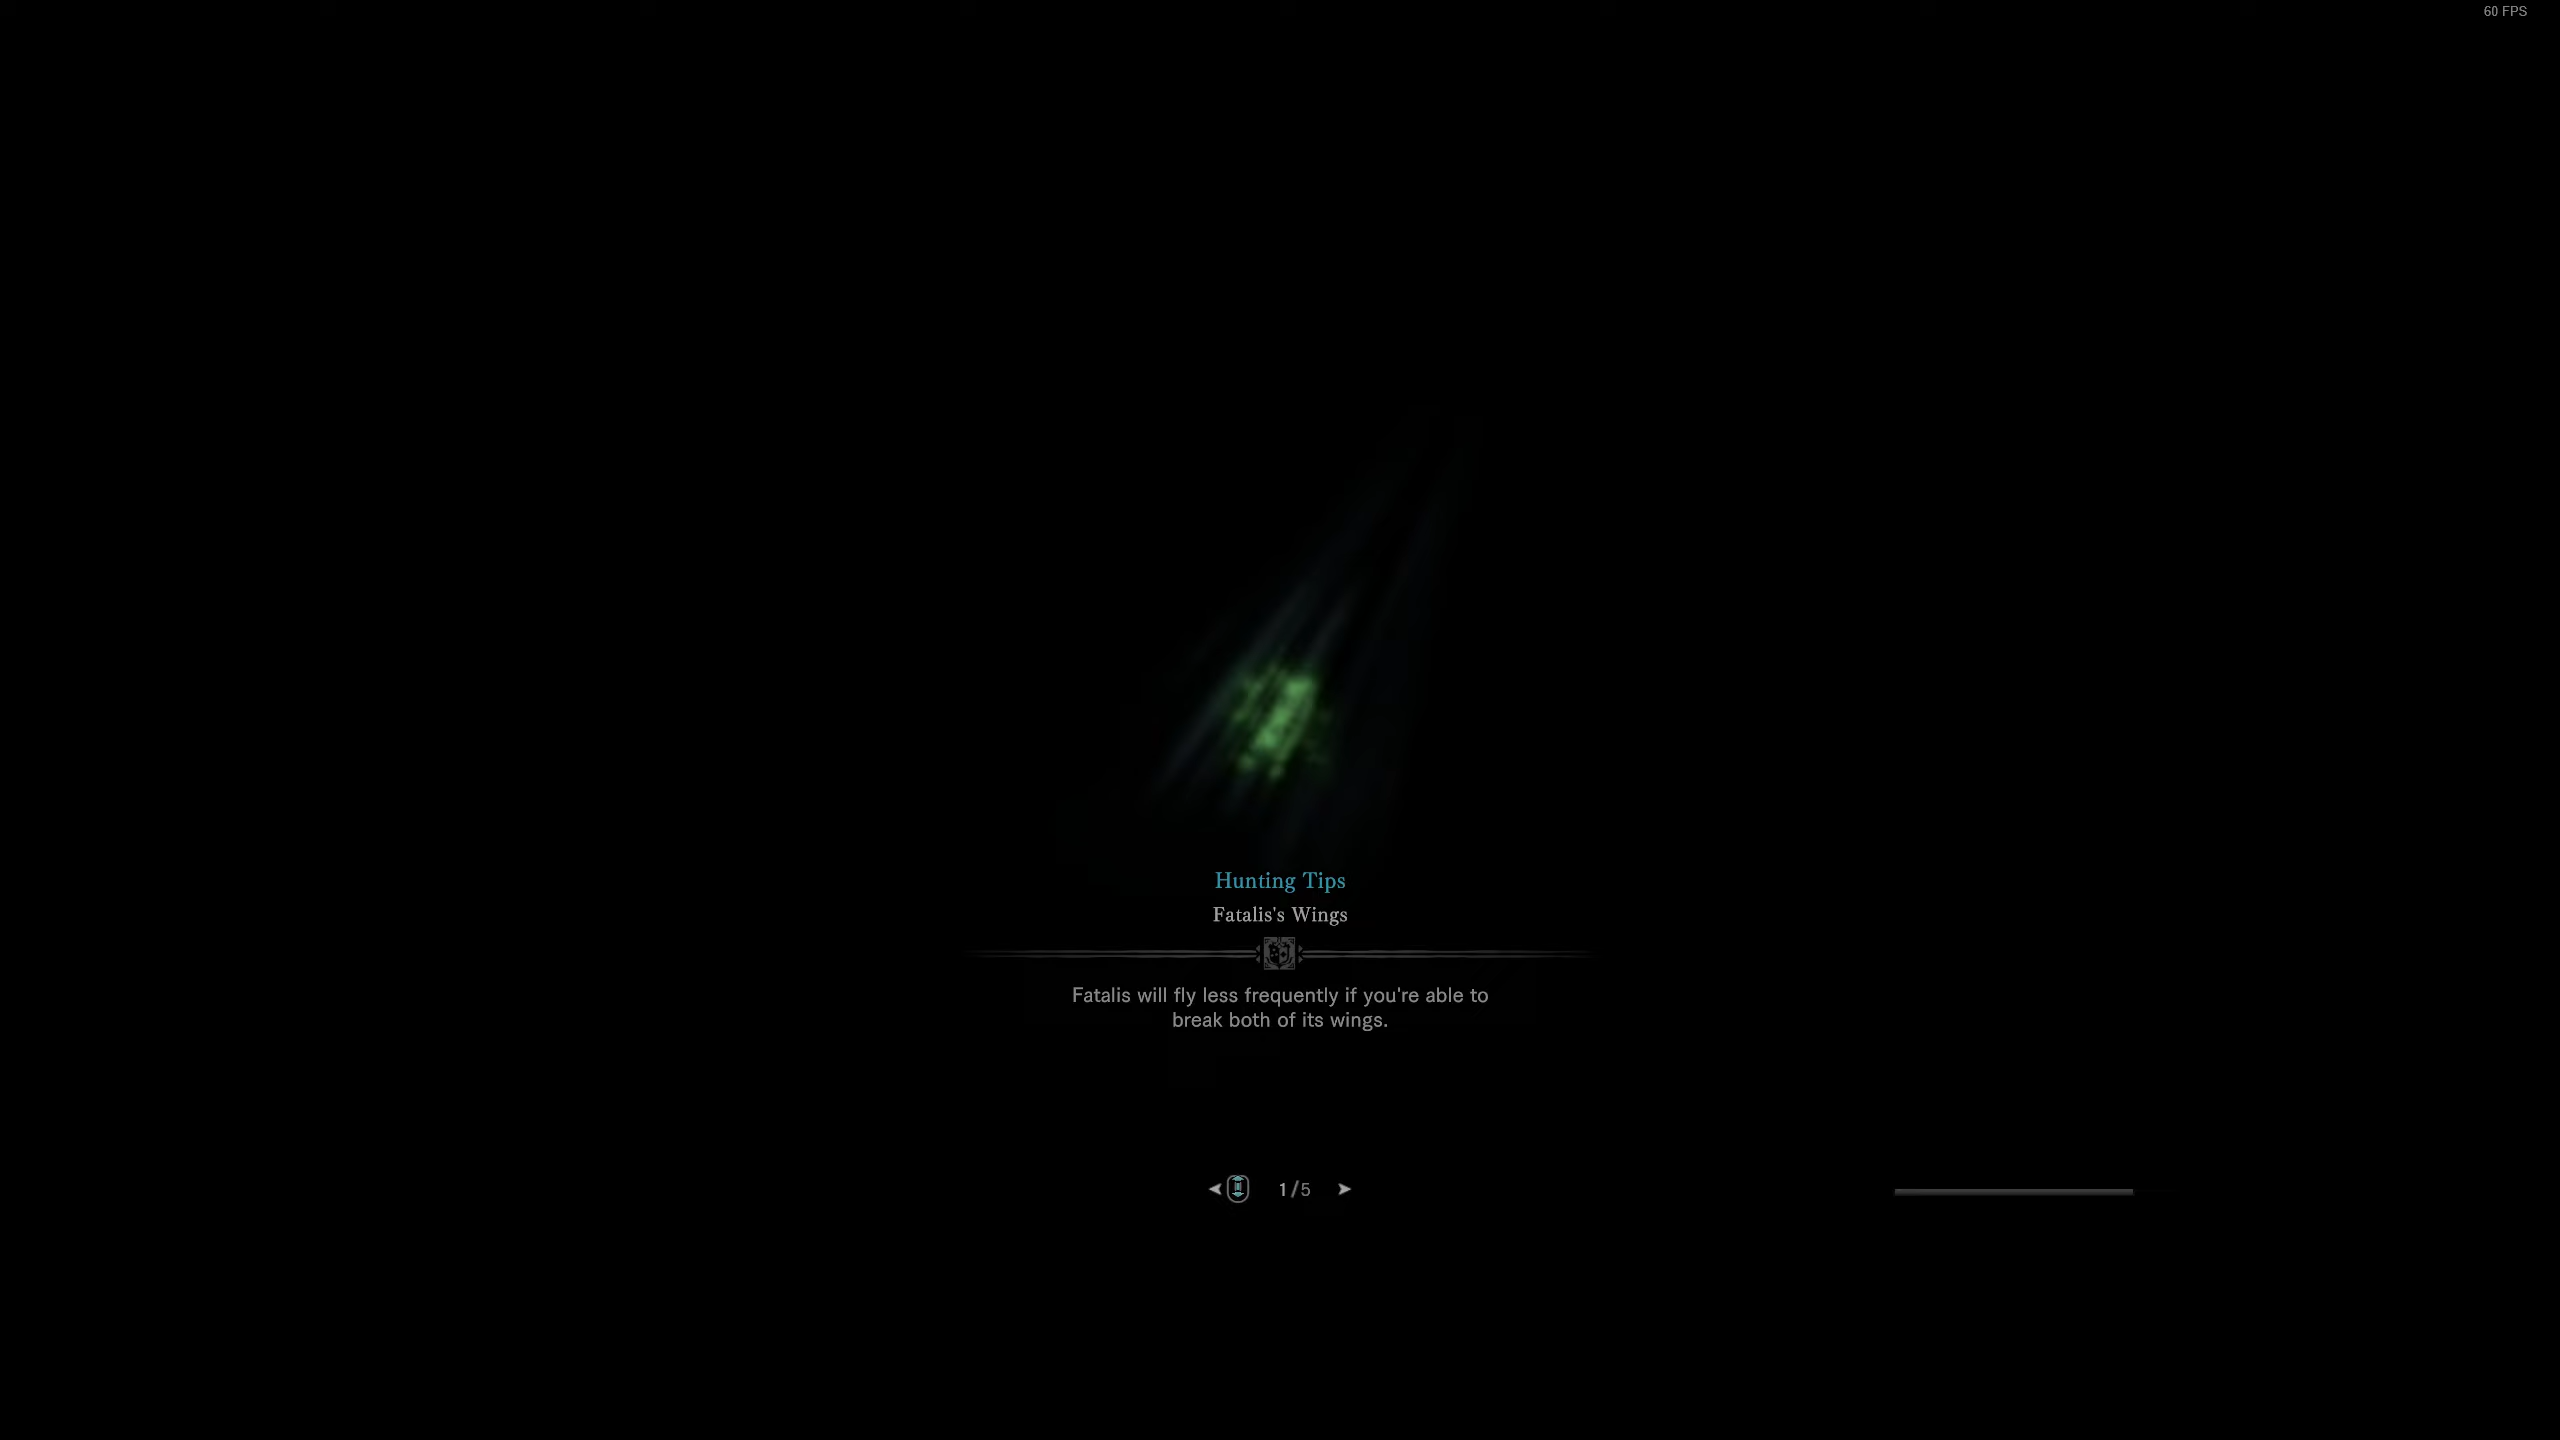 60 FPS
Hunting Tips
Fatalis's Wings
Fatalis will fly less frequently if you're able to
break both of its wings.
1/5